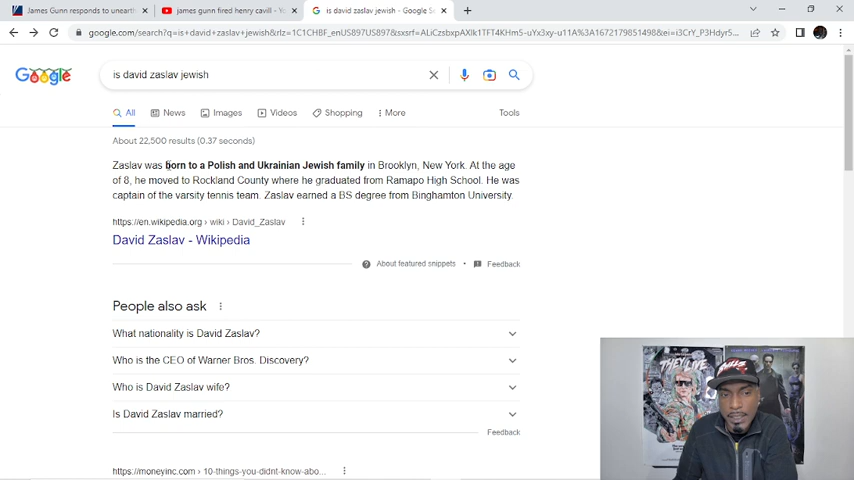 James Gunn responds to unearth
james gunn fired henry cavill - Yo
is david zaslav jewish - Google S
google.com/search?q=is+david+zaslav+jewish&rlz=1C1CHBF_enUS897US897&sxsrf=ALiCzsbxpAXlk1TFT4KHm5-uYx3xy-u11A%3A1672179851498&ei=i3CrY_P3Hdyr5...
Google
is david zaslav jewish
All
News
Images
Videos
Shopping
More
Tools
About 22,500 results (0.37 seconds)
Zaslav was born to a Polish and Ukrainian Jewish family in Brooklyn, New York. At the age
of 8, he moved to Rockland County where he graduated from Ramapo High School. He was
captain of the varsity tennis team. Zaslav earned a BS degree from Binghamton University.
https://en.wikipedia.org › wiki › David_Zaslav
David Zaslav - Wikipedia
About featured snippets • Feedback
People also ask
What nationality is David Zaslav?
Who is the CEO of Warner Bros. Discovery?
Who is David Zaslav wife?
Is David Zaslav married?
Feedback
https://moneyinc.com › 10-things-you-didnt-know-abo...
THEY LIVE